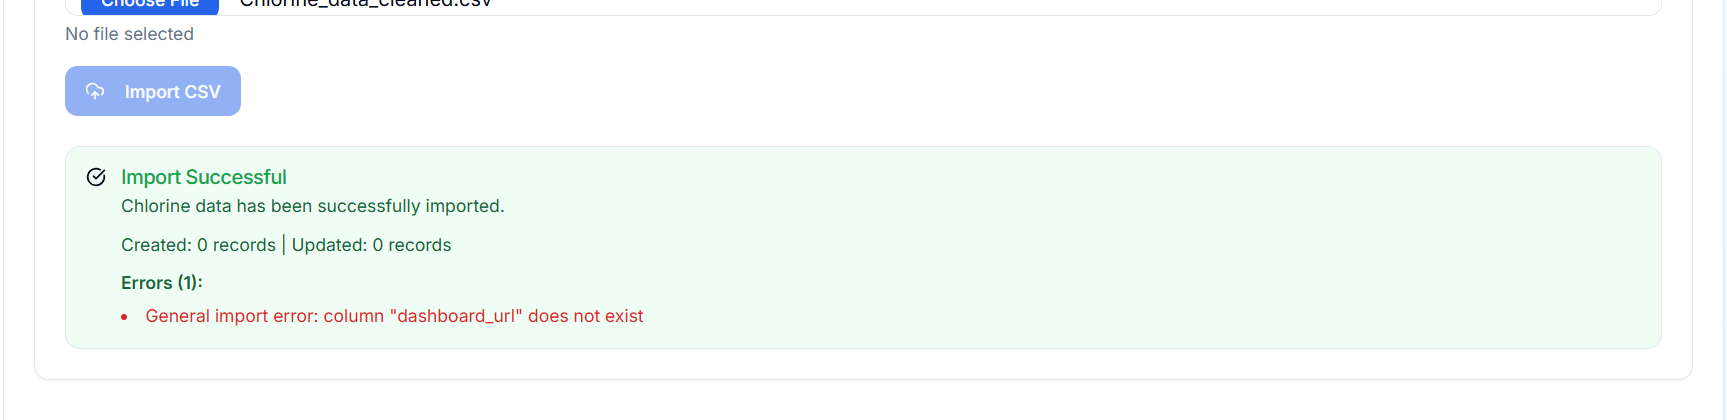 Choose File Chlorine_data_cleaned.csv
No file selected
Import CSV
Import Successful
Chlorine data has been successfully imported.
Created: 0 records | Updated: 0 records
Errors (1):
• General import error: column "dashboard_url" does not exist